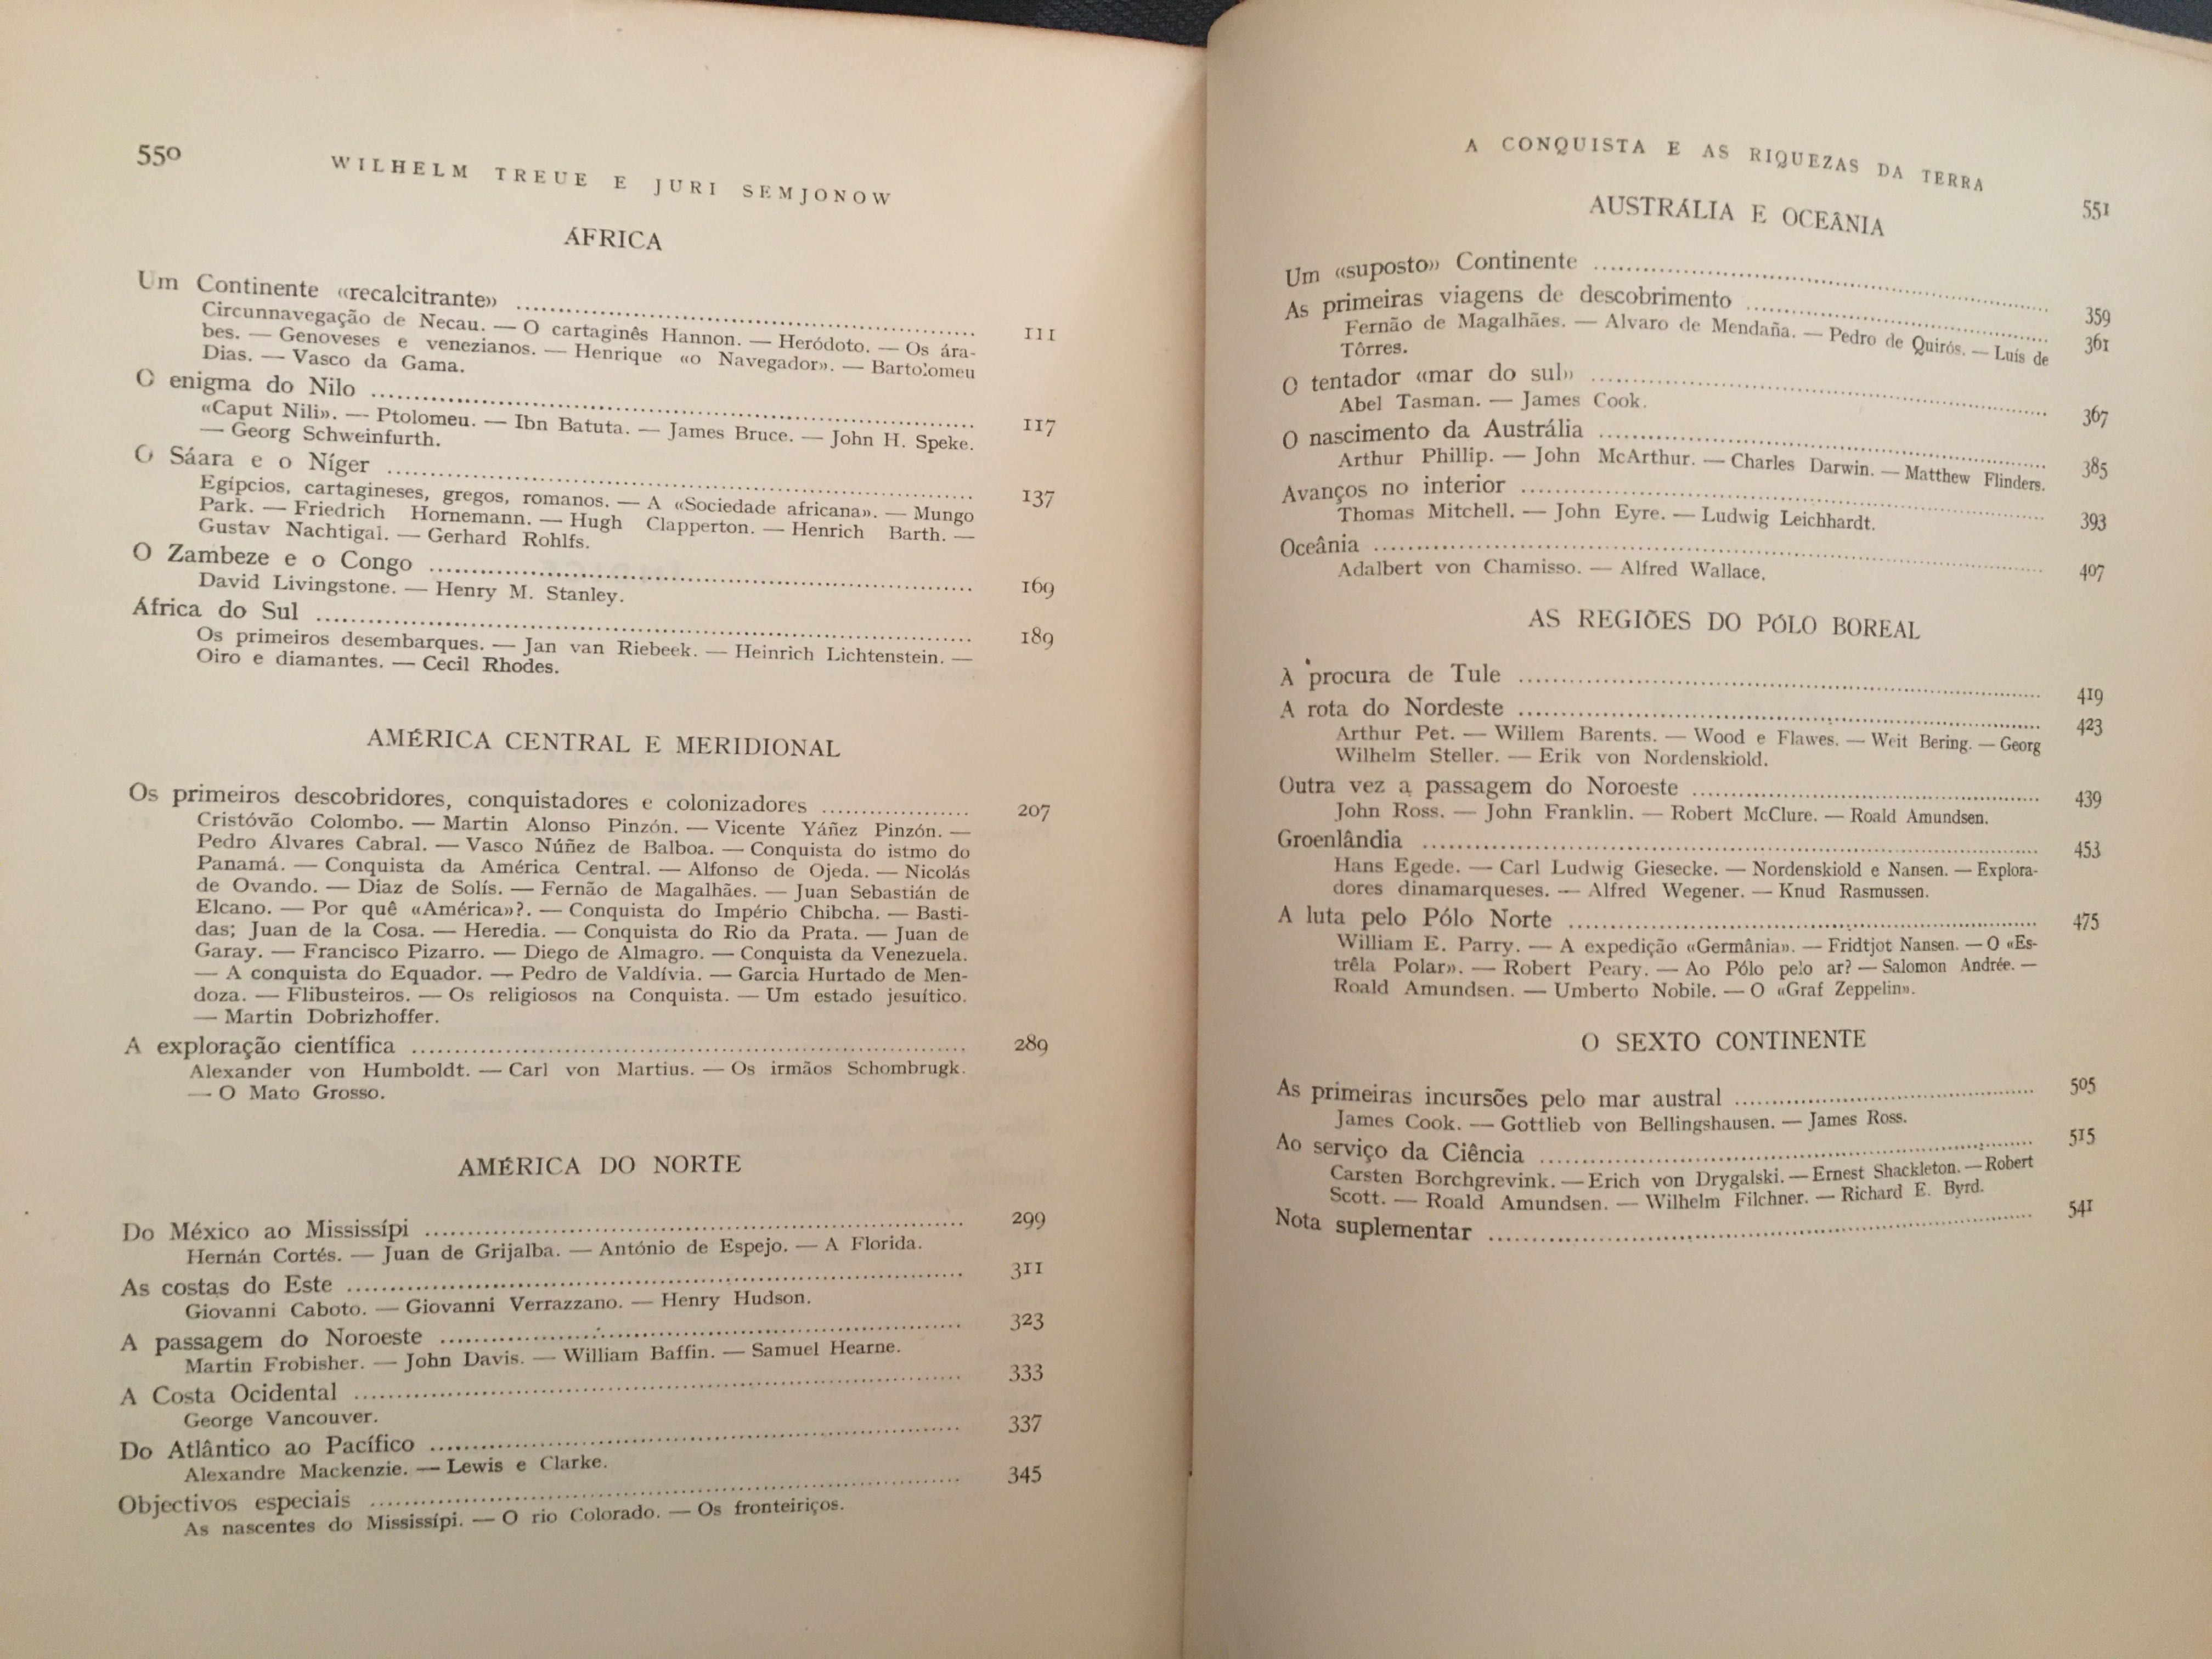 550
WILHELM TREUE E JURI SEMJONOW
ÁFRICA
Um Continente «recalcitrante» ........ 111
Circunnavegação de Necau. — O cartaginês Hannon. — Heródoto. — Os ára-
bes. — Genoveses e venezianos. — Henrique «o Navegador». — Bartolomeu
Dias. — Vasco da Gama.
O enigma do Nilo ........ 117
«Caput Nili». — Ptolomeu. — Ibn Batuta. — James Bruce. — John H. Speke.
— Georg Schweinfurth.
O Sáara e o Níger ........ 137
Egípcios, cartagineses, gregos, romanos. — A «Sociedade africana». — Mungo
Park. — Friedrich Hornemann. — Hugh Clapperton. — Henrich Barth. —
Gustav Nachtigal. — Gerhard Rohlfs.
O Zambeze e o Congo ........ 169
David Livingstone. — Henry M. Stanley.
África do Sul ........ 189
Os primeiros desembarques. — Jan van Riebeek. — Heinrich Lichtenstein. —
Oiro e diamantes. — Cecil Rhodes.
AMÉRICA CENTRAL E MERIDIONAL
Os primeiros descobridores, conquistadores e colonizadores ........ 207
Cristóvão Colombo. — Martin Alonso Pinzón. — Vicente Yáñez Pinzón. —
Pedro Álvares Cabral. — Vasco Núñez de Balboa. — Conquista do istmo do
Panamá. — Conquista da América Central. — Alfonso de Ojeda. — Nicolás
de Ovando. — Diaz de Solís. — Fernão de Magalhães. — Juan Sebastián de
Elcano. — Por quê «América»?. — Conquista do Império Chibcha. — Basti-
das; Juan de la Cosa. — Heredia. — Conquista do Rio da Prata. — Juan de
Garay. — Francisco Pizarro. — Diego de Almagro. — Conquista da Venezuela.
— A conquista do Equador. — Pedro de Valdívia. — Garcia Hurtado de Men-
doza. — Flibusteiros. — Os religiosos na Conquista. — Um estado jesuítico.
— Martin Dobrizhoffer.
A exploração científica ........ 289
Alexander von Humboldt. — Carl von Martius. — Os irmãos Schombrugk.
— O Mato Grosso.
AMÉRICA DO NORTE
Do México ao Mississípi ........ 299
Hernán Cortés. — Juan de Grijalba. — António de Espejo. — A Florida.
As costas do Este ........ 311
Giovanni Caboto. — Giovanni Verrazzano. — Henry Hudson.
A passagem do Noroeste ........ 323
Martin Frobisher. — John Davis. — William Baffin. — Samuel Hearne.
A Costa Ocidental ........ 333
George Vancouver.
Do Atlântico ao Pacífico ........ 337
Alexandre Mackenzie. — Lewis e Clarke.
Objectivos especiais ........ 345
As nascentes do Mississípi. — O rio Colorado. — Os fronteiriços.
A CONQUISTA E AS RIQUEZAS DA TERRA
551
AUSTRÁLIA E OCEÂNIA
Um «suposto» Continente ........ 359
As primeiras viagens de descobrimento ........ 361
Fernão de Magalhães. — Alvaro de Mendaña. — Pedro de Quirós. — Luís de
Tôrres.
O tentador «mar do sul» ........ 367
Abel Tasman. — James Cook.
O nascimento da Austrália ........ 385
Arthur Phillip. — John McArthur. — Charles Darwin. — Matthew Flinders.
Avanços no interior ........ 393
Thomas Mitchell. — John Eyre. — Ludwig Leichhardt.
Oceânia ........ 407
Adalbert von Chamisso. — Alfred Wallace.
AS REGIÕES DO PÓLO BOREAL
À procura de Tule ........ 419
A rota do Nordeste ........ 423
Arthur Pet. — Willem Barents. — Wood e Flawes. — Weit Bering. — Georg
Wilhelm Steller. — Erik von Nordenskiold.
Outra vez a passagem do Noroeste ........ 439
John Ross. — John Franklin. — Robert McClure. — Roald Amundsen.
Groenlândia ........ 453
Hans Egede. — Carl Ludwig Giesecke. — Nordenskiold e Nansen. — Explora-
dores dinamarqueses. — Alfred Wegener. — Knud Rasmussen.
A luta pelo Pólo Norte ........ 475
William E. Parry. — A expedição «Germânia». — Fridtjot Nansen. — O «Es-
trêla Polar». — Robert Peary. — Ao Pólo pelo ar? — Salomon Andrée. —
Roald Amundsen. — Umberto Nobile. — O «Graf Zeppelin».
O SEXTO CONTINENTE
As primeiras incursões pelo mar austral ........ 505
James Cook. — Gottlieb von Bellingshausen. — James Ross.
Ao serviço da Ciência ........ 515
Carsten Borchgrevink. — Erich von Drygalski. — Ernest Shackleton. — Robert
Scott. — Roald Amundsen. — Wilhelm Filchner. — Richard E. Byrd.
Nota suplementar ........ 541